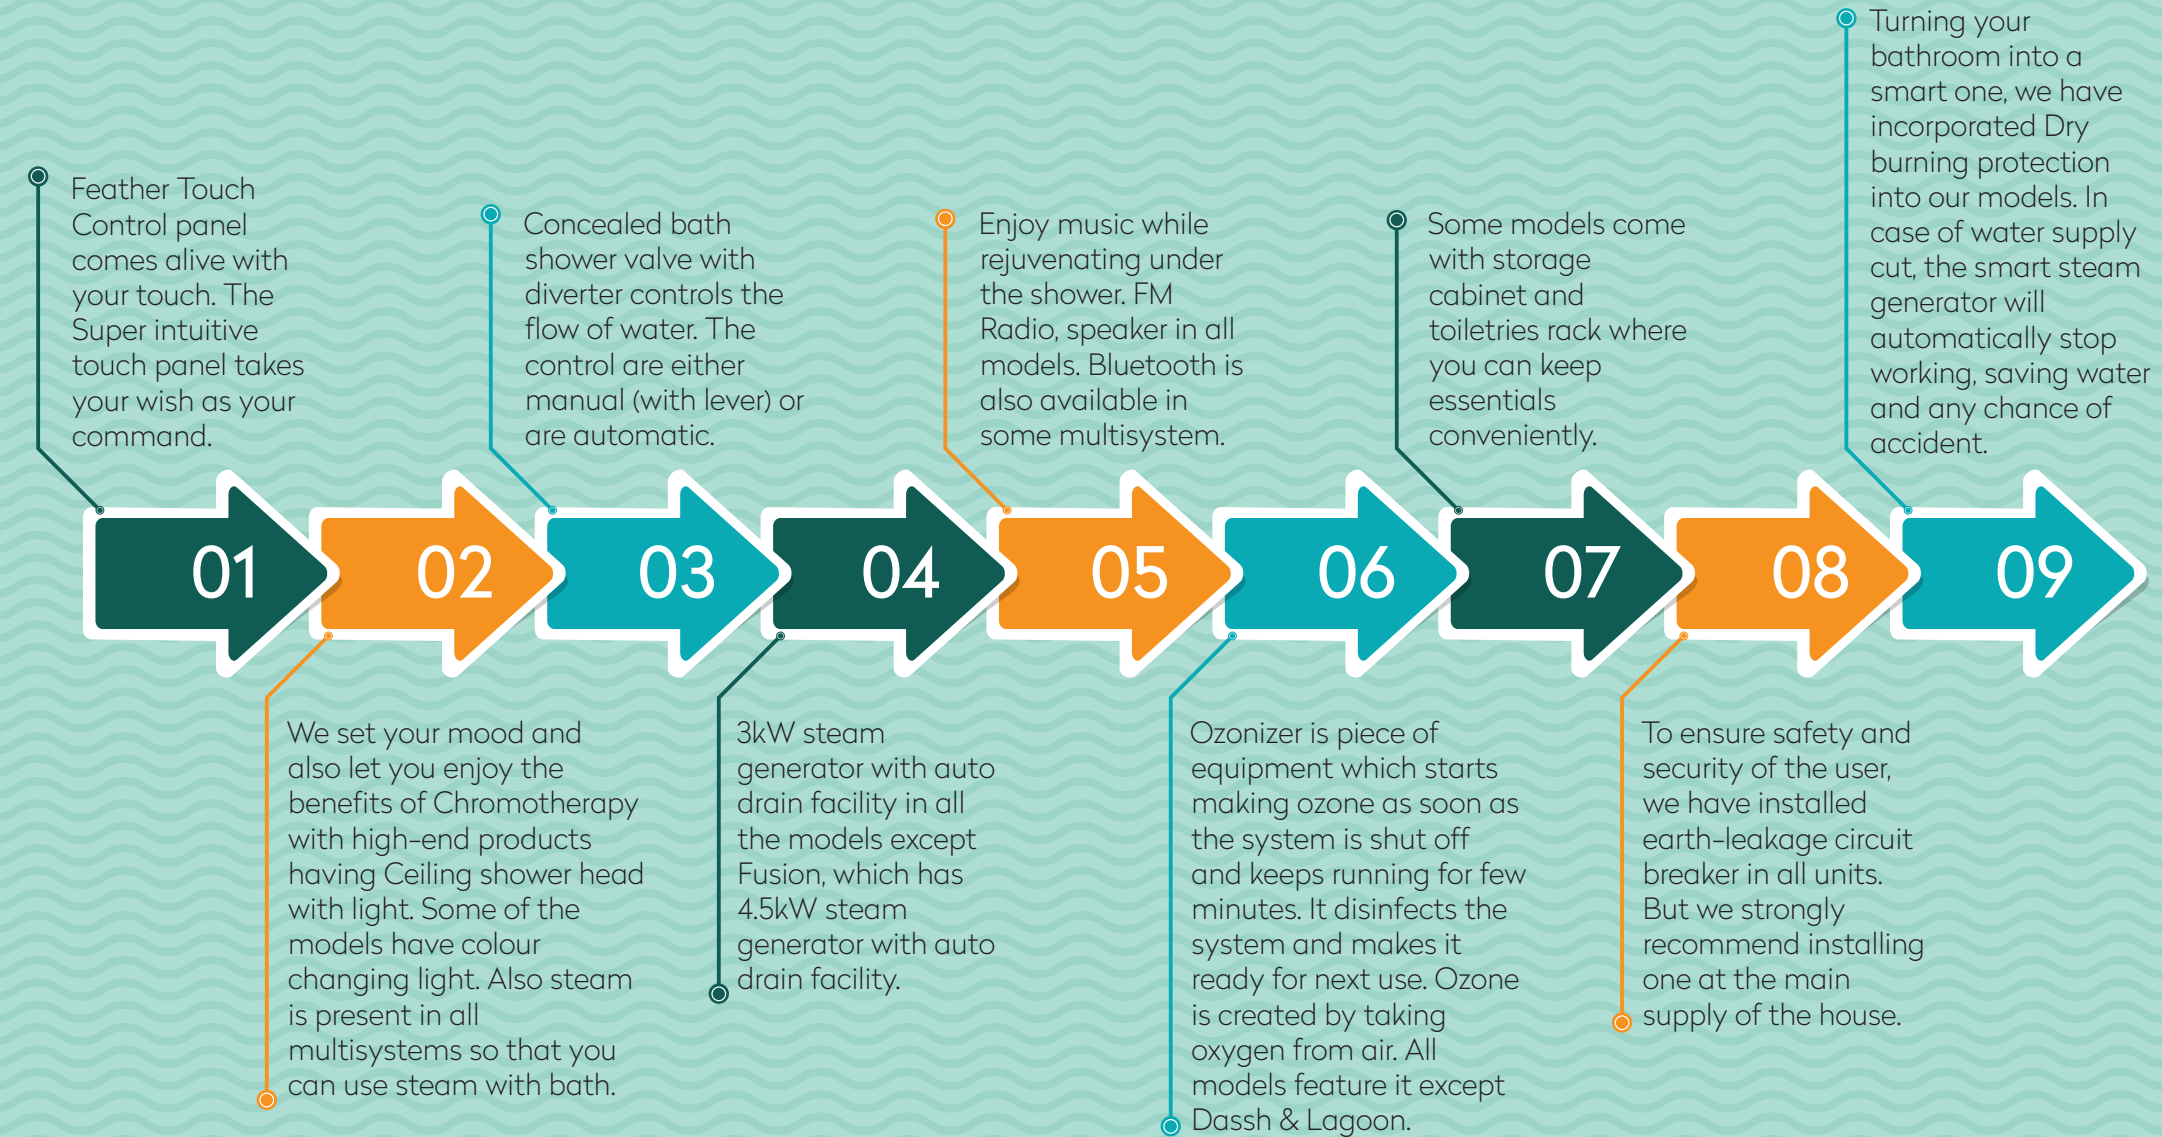 Feather Touch
Control panel
comes alive with
your touch. The
Super intuitive
touch panel takes
your wish as your
command.
01
We set your mood and
also let you enjoy the
benefits of Chromotherapy
with high-end products
having Ceiling shower head
with light. Some of the
models have colour
changing light. Also steam
is present in all
multisystems so that you
can use steam with bath.
02
Concealed bath
shower valve with
diverter controls the
flow of water. The
control are either
manual (with lever) or
are automatic.
03
3kW steam
generator with auto
drain facility in all
the models except
Fusion, which has
4.5kW steam
generator with auto
drain facility.
04
Enjoy music while
rejuvenating under
the shower. FM
Radio, speaker in all
models. Bluetooth is
also available in
some multisystem.
05
Ozonizer is piece of
equipment which starts
making ozone as soon as
the system is shut off
and keeps running for few
minutes. It disinfects the
system and makes it
ready for next use. Ozone
is created by taking
oxygen from air. All
models feature it except
Dassh & Lagoon.
06
Some models come
with storage
cabinet and
toiletries rack where
you can keep
essentials
conveniently.
07
To ensure safety and
security of the user,
we have installed
earth-leakage circuit
breaker in all units.
But we strongly
recommend installing
one at the main
supply of the house.
08
Turning your
bathroom into a
smart one, we have
incorporated Dry
burning protection
into our models. In
case of water supply
cut, the smart steam
generator will
automatically stop
working, saving water
and any chance of
accident.
09